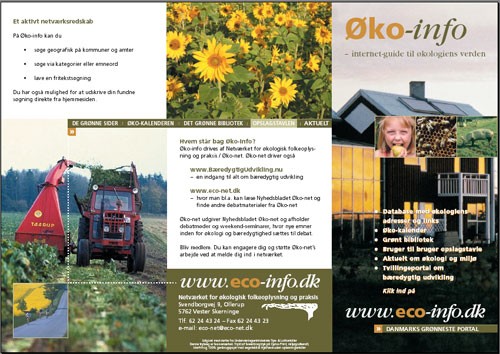 Et aktivt netværksredskab
På Øko-info kan du
• søge geografisk på kommuner og amter
• søge via kategorier eller emneord
• lave en fritekstsøgning
Du har også mulighed for at udskrive din fundne
søgning direkte fra hjemmesiden.
DE GRØNNE SIDER : ØKO-KALENDEREN : DET GRØNNE BIBLIOTEK : OPSLAGSTAVLEN : AKTUELT
TAARUP
Hvem står bag Øko-info?
Øko-info drives af Netværket for økologisk folkeoplys-
ning og praksis / Øko-net. Øko-net driver også
www.BæredygtigUdvikling.nu
– en indgang til alt om bæredygtig udvikling
www.eco-net.dk
– hvor man bl.a. kan læse Nyhedsbladet Øko-net og
finde andre debatmaterialer fra Øko-net
Øko-net udgiver Nyhedsbladet Øko-net og afholder
debatmøder og weekend-seminarer, hvor nye emner
inden for økologi og bæredygtighed sættes til debat.
Bliv medlem. Du kan engagere dig og støtte Øko-net's
arbejde ved at melde dig ind i netværket.
www.eco-info.dk
Netværket for økologisk folkeoplysning og praksis
Svendborgvej 9, Ollerup
5762 Vester Skerninge
Tlf. 62 24 43 24 – Fax 62 24 43 23
e-mail: eco-net@eco-net.dk
Øko-info
– internet-guide til økologiens verden
• Database med økologiens
adresser og links
• Øko-kalender
• Grønt bibliotek
• Bruger til bruger opslagstavle
• Aktuelt om økologi og miljø
• Tvillingeportal om
bæredygtig udvikling
Klik ind på
www.eco-info.dk
» DANMARKS GRØNNESTE PORTAL